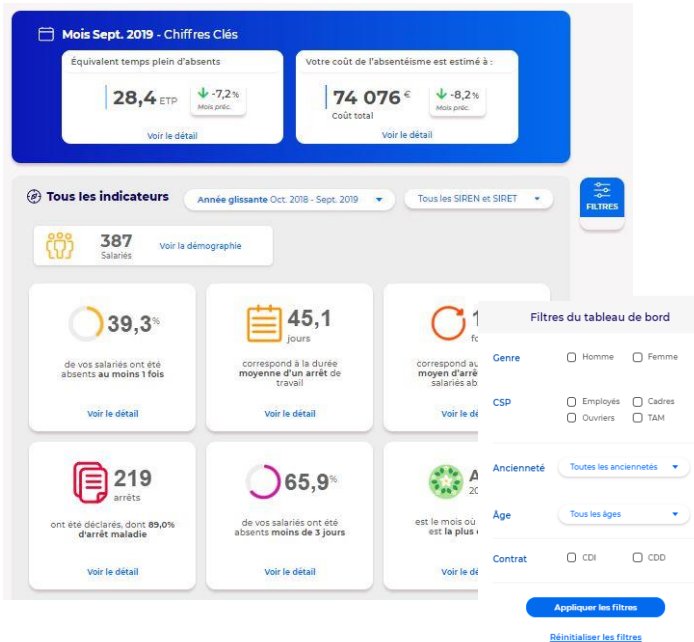 Mois Sept. 2019 - Chiffres Clés
Équivalent temps plein d'absents
28,4 ETP
-7,2%
Mois préc.
Voir le détail
Votre coût de l'absentéisme est estimé à :
74 076 €
Coût total
-8,2%
Mois préc.
Voir le détail
Tous les indicateurs
Année glissante Oct. 2018 - Sept. 2019
Tous les SIREN et SIRET
FILTRES
387
Salariés
Voir la démographie
39,3%
de vos salariés ont été
absents au moins 1 fois
Voir le détail
45,1
jours
correspond à la durée
moyenne d'un arrêt de
travail
Voir le détail
correspond au
moyen d'arrê
salariés ab
Voir le dé
219
arrêts
ont été déclarés, dont 89,0%
d'arrêt maladie
Voir le détail
65,9%
de vos salariés ont été
absents moins de 3 jours
Voir le détail
A
20
est le mois où
est la plus
Voir le dé
Filtres du tableau de bord
Genre
Homme
Femme
CSP
Employés
Cadres
Ouvriers
TAM
Ancienneté
Toutes les anciennetés
Âge
Tous les âges
Contrat
CDI
CDD
Appliquer les filtres
Réinitialiser les filtres